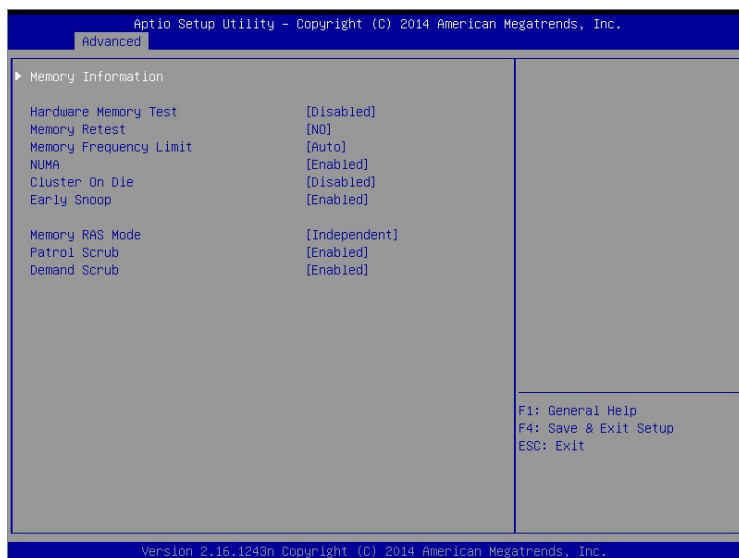 Aptio Setup Utility – Copyright (C) 2014 American Megatrends, Inc.
Advanced
Memory Information
Hardware Memory Test [Disabled]
Memory Retest [NO]
Memory Frequency Limit [Auto]
NUMA [Enabled]
Cluster On Die [Disabled]
Early Snoop [Enabled]
Memory RAS Mode [Independent]
Patrol Scrub [Enabled]
Demand Scrub [Enabled]
F1: General Help
F4: Save & Exit Setup
ESC: Exit
Version 2.16.1243n Copyright (C) 2014 American Megatrends, Inc.